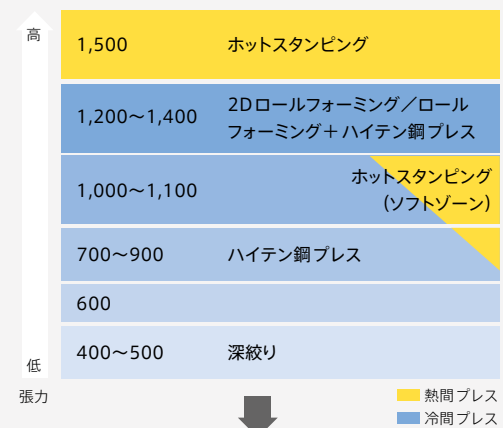 高
1,500 ホットスタンピング
1,200～1,400 2Dロールフォーミング／ロール
フォーミング＋ハイテン鋼プレス
1,000～1,100 ホットスタンピング
（ソフトゾーン）
700～900 ハイテン鋼プレス
600
400～500 深絞り
低
張力
熱間プレス
冷間プレス